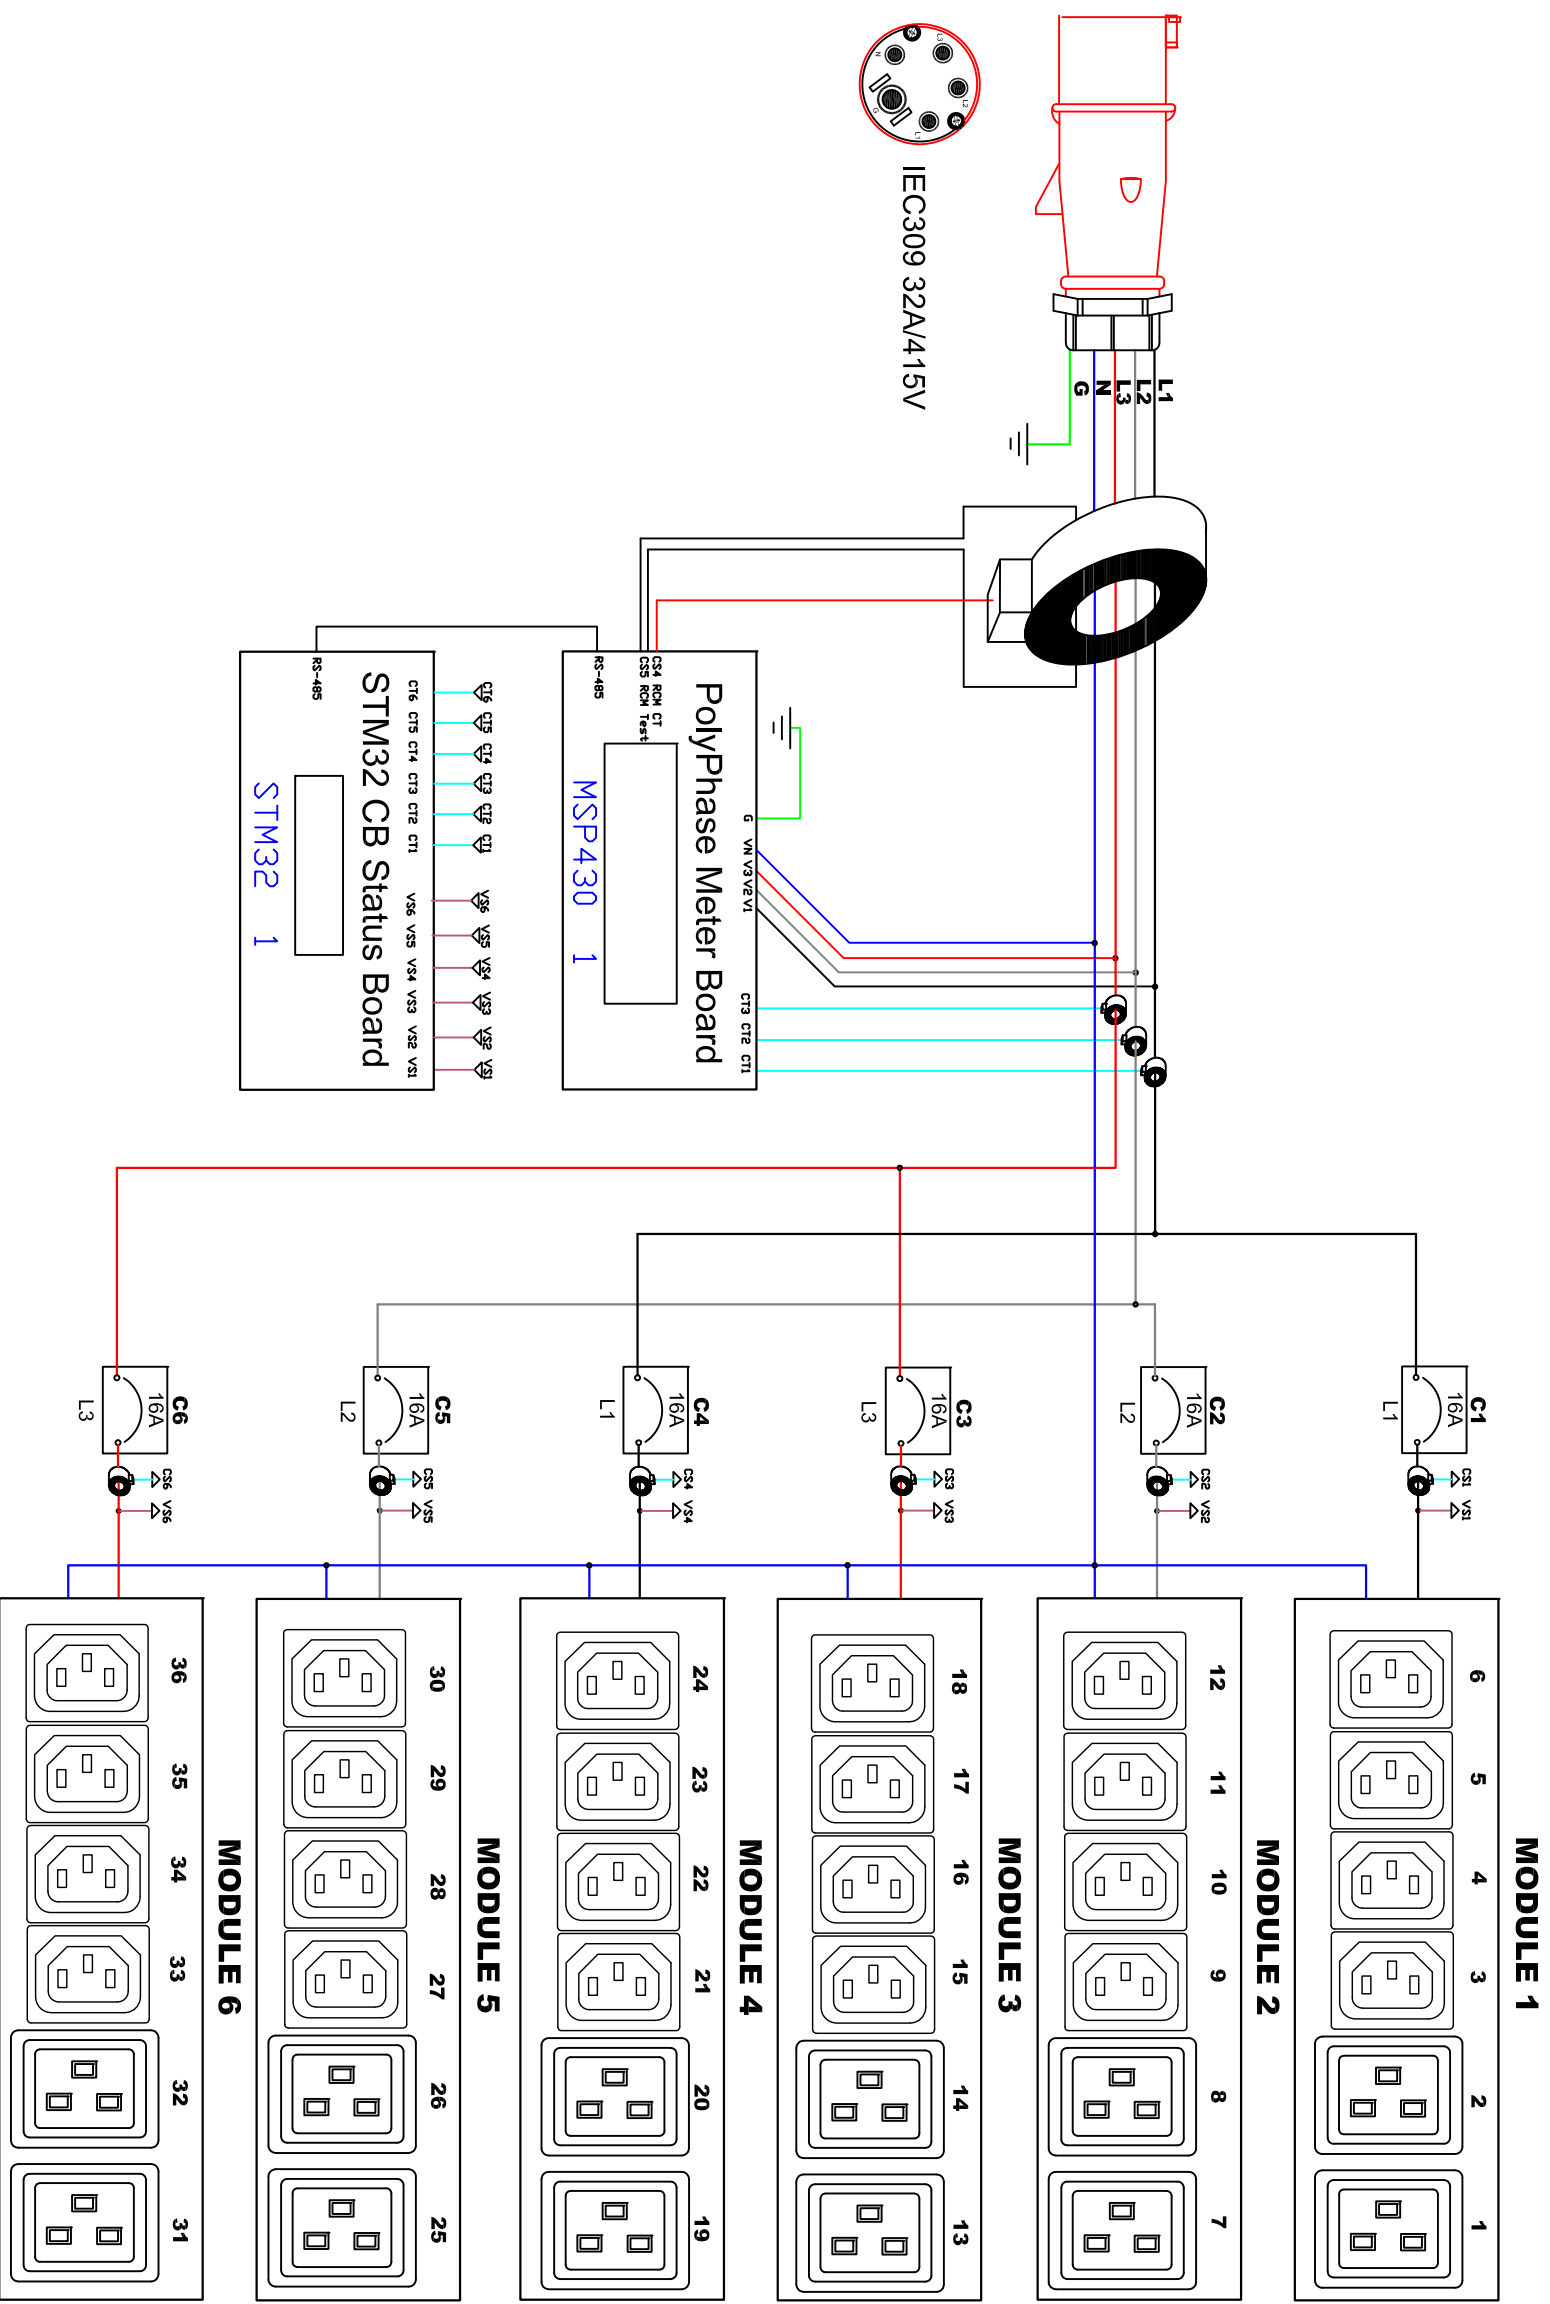 L3
N
L2
G
L1
IEC309 32A/415V
L1
L2
L3
N
G
PolyPhase Meter Board
MSP430 1
RS-485
CS4 RCM CT
CS5 RCM Test
G VN V3 V2 V1
CT3 CT2 CT1
STM32 CB Status Board
STM32 1
RS-485
CT6 CT5 CT4 CT3 CT2 CT1
VS6 VS5 VS4 VS3 VS2 VS1
CT6 CT5 CT4 CT3 CT2 CT1
VS6 VS5 VS4 VS3 VS2 VS1
C1
16A
L1
CS1 VS1
C2
16A
L2
CS2 VS2
C3
16A
L3
CS3 VS3
C4
16A
L1
CS4 VS4
C5
16A
L2
CS5 VS5
C6
16A
L3
CS6 VS6
MODULE 1
6 5 4 3 2 1
MODULE 2
12 11 10 9 8 7
MODULE 3
18 17 16 15 14 13
MODULE 4
24 23 22 21 20 19
MODULE 5
30 29 28 27 26 25
MODULE 6
36 35 34 33 32 31